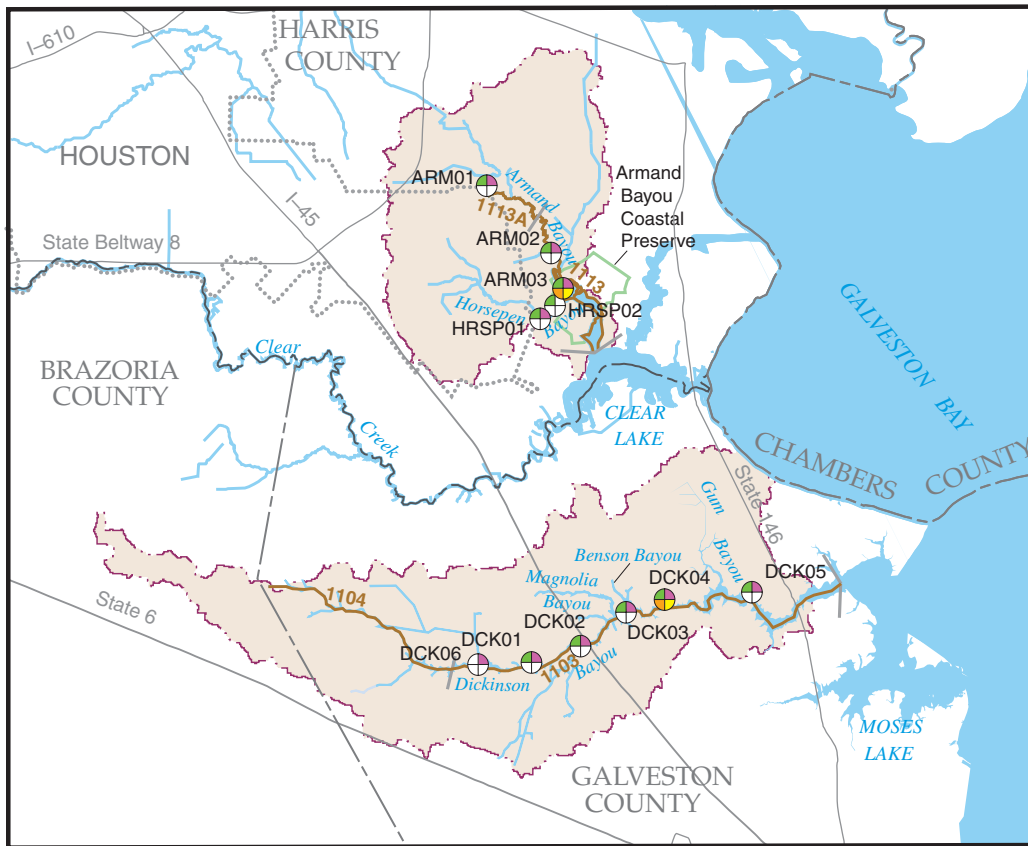 I–610
HARRIS
COUNTY
HOUSTON
I–45
State Beltway 8
ARM01
Armand
Bayou
1113A
ARM02
Armand
Bayou
Coastal
Preserve
ARM03
1113
Horsepen
Bayou
HRSP01
HRSP02
GALVESTON BAY
BRAZORIA
COUNTY
Clear
Creek
CLEAR
LAKE
CHAMBERS COUNTY
State 146
Gum
Bayou
Benson Bayou
Magnolia
Bayou
DCK04
DCK05
1104
State 6
DCK02
DCK03
DCK01
DCK06
1103
Dickinson
Bayou
MOSES
LAKE
GALVESTON
COUNTY